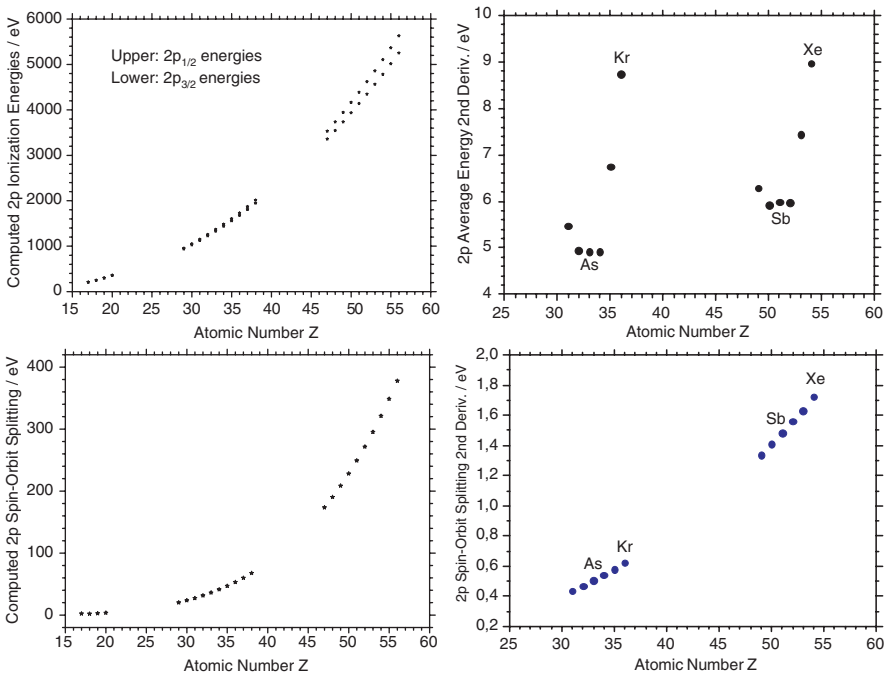 Computed 2p Ionization Energies / eV
6000
5000
4000
3000
2000
1000
0
Upper: 2p1/2 energies
Lower: 2p3/2 energies
15 20 25 30 35 40 45 50 55 60
Atomic Number Z
2p Average Energy 2nd Deriv. / eV
10
9
8
7
6
5
4
Kr
Xe
As
Sb
25 30 35 40 45 50 55 60
Atomic Number Z
Computed 2p Spin-Orbit Splitting / eV
400
300
200
100
0
15 20 25 30 35 40 45 50 55 60
Atomic Number Z
2p Spin-Orbit Splitting 2nd Deriv. / eV
2,0
1,8
1,6
1,4
1,2
1,0
0,8
0,6
0,4
0,2
Xe
Sb
Kr
As
25 30 35 40 45 50 55 60
Atomic Number Z